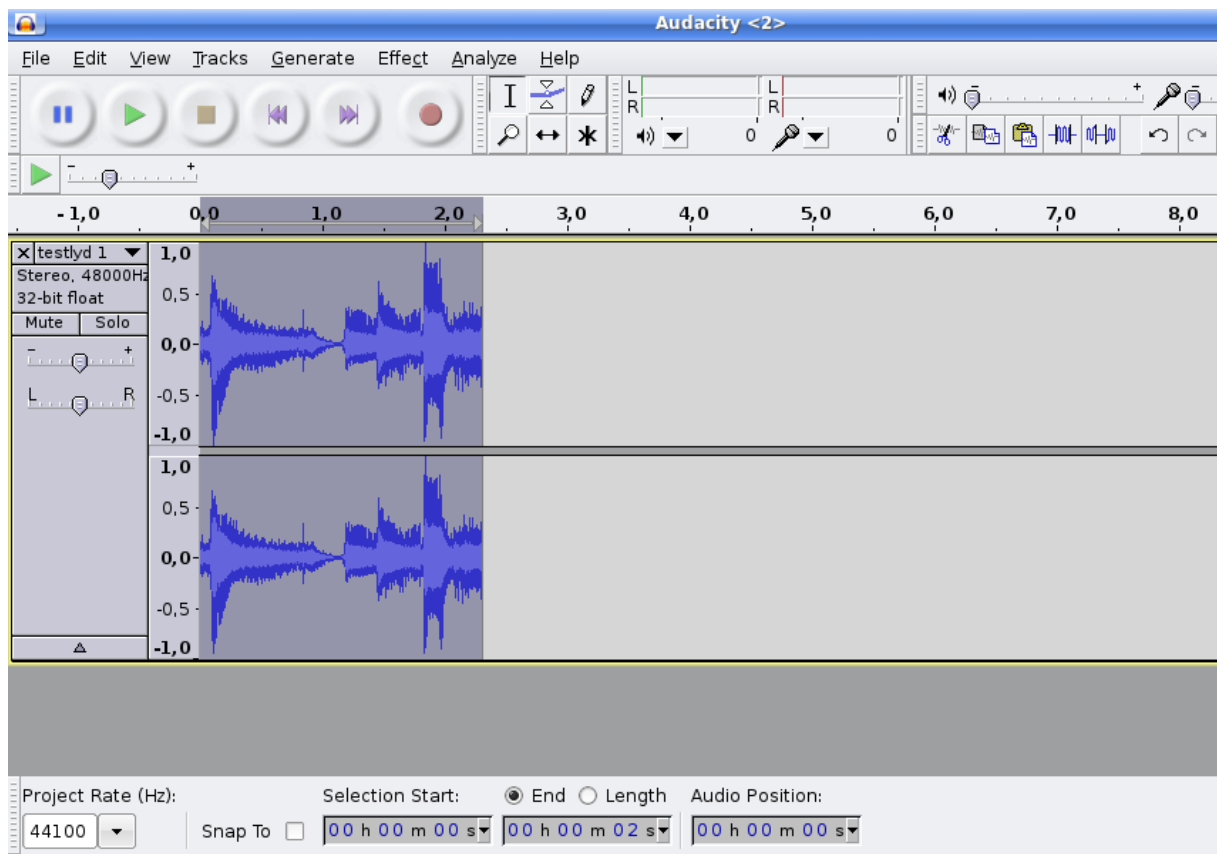 Audacity <2>
File Edit View Tracks Generate Effect Analyze Help
L
R
L
R
0
0
- +
- +
- 1,0 0,0 1,0 2,0 3,0 4,0 5,0 6,0 7,0 8,0
testlyd 1
Stereo, 48000Hz
32-bit float
Mute Solo
- +
L R
1,0
0,5
0,0
-0,5
-1,0
1,0
0,5
0,0
-0,5
-1,0
Project Rate (Hz): Selection Start: End Length Audio Position:
44100 Snap To 00 h 00 m 00 s 00 h 00 m 02 s 00 h 00 m 00 s